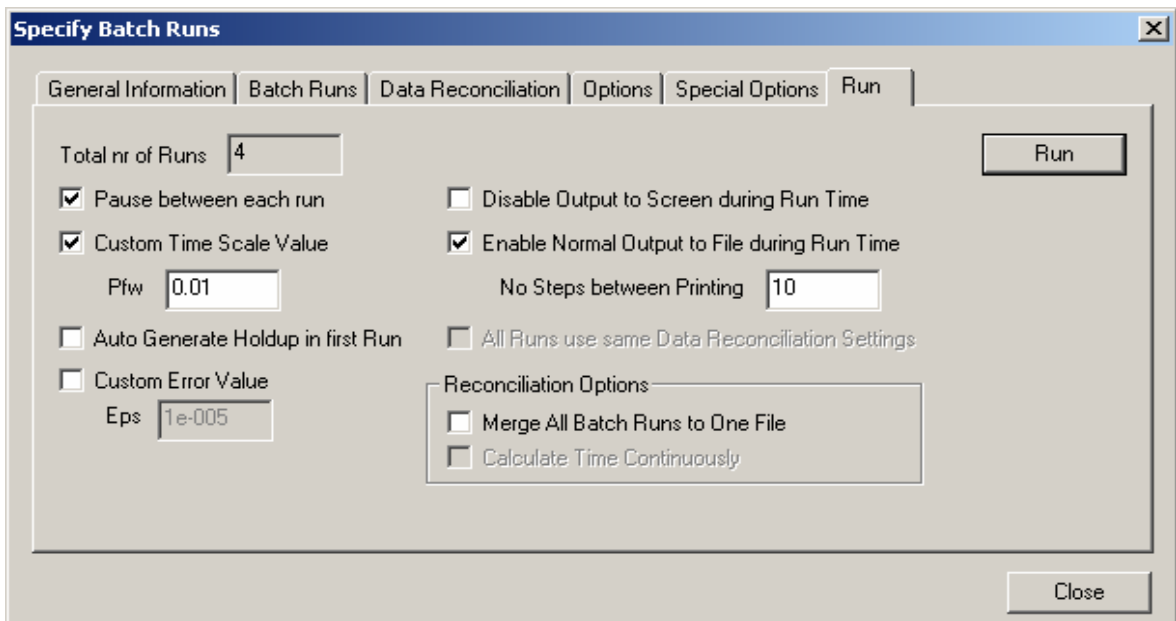 Specify Batch Runs
General Information Batch Runs Data Reconciliation Options Special Options Run
Total nr of Runs 4 Run
Pause between each run Disable Output to Screen during Run Time
Custom Time Scale Value Enable Normal Output to File during Run Time
Pfw 0.01 No Steps between Printing 10
Auto Generate Holdup in first Run All Runs use same Data Reconciliation Settings
Custom Error Value Reconciliation Options
Eps 1e-005 Merge All Batch Runs to One File
Calculate Time Continuously
Close